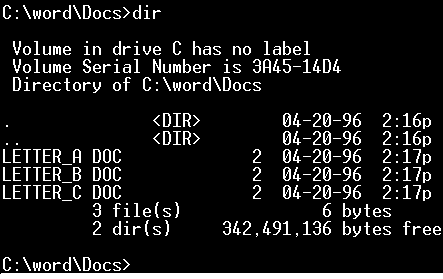 C:\word\Docs>dir
Volume in drive C has no label
Volume Serial Number is 3A45-14D4
Directory of C:\word\Docs
.            <DIR>        04-20-96  2:16p
..           <DIR>        04-20-96  2:16p
LETTER_A DOC            2  04-20-96  2:17p
LETTER_B DOC            2  04-20-96  2:17p
LETTER_C DOC            2  04-20-96  2:17p
3 file(s)              6 bytes
2 dir(s)     342,491,136 bytes free
C:\word\Docs>